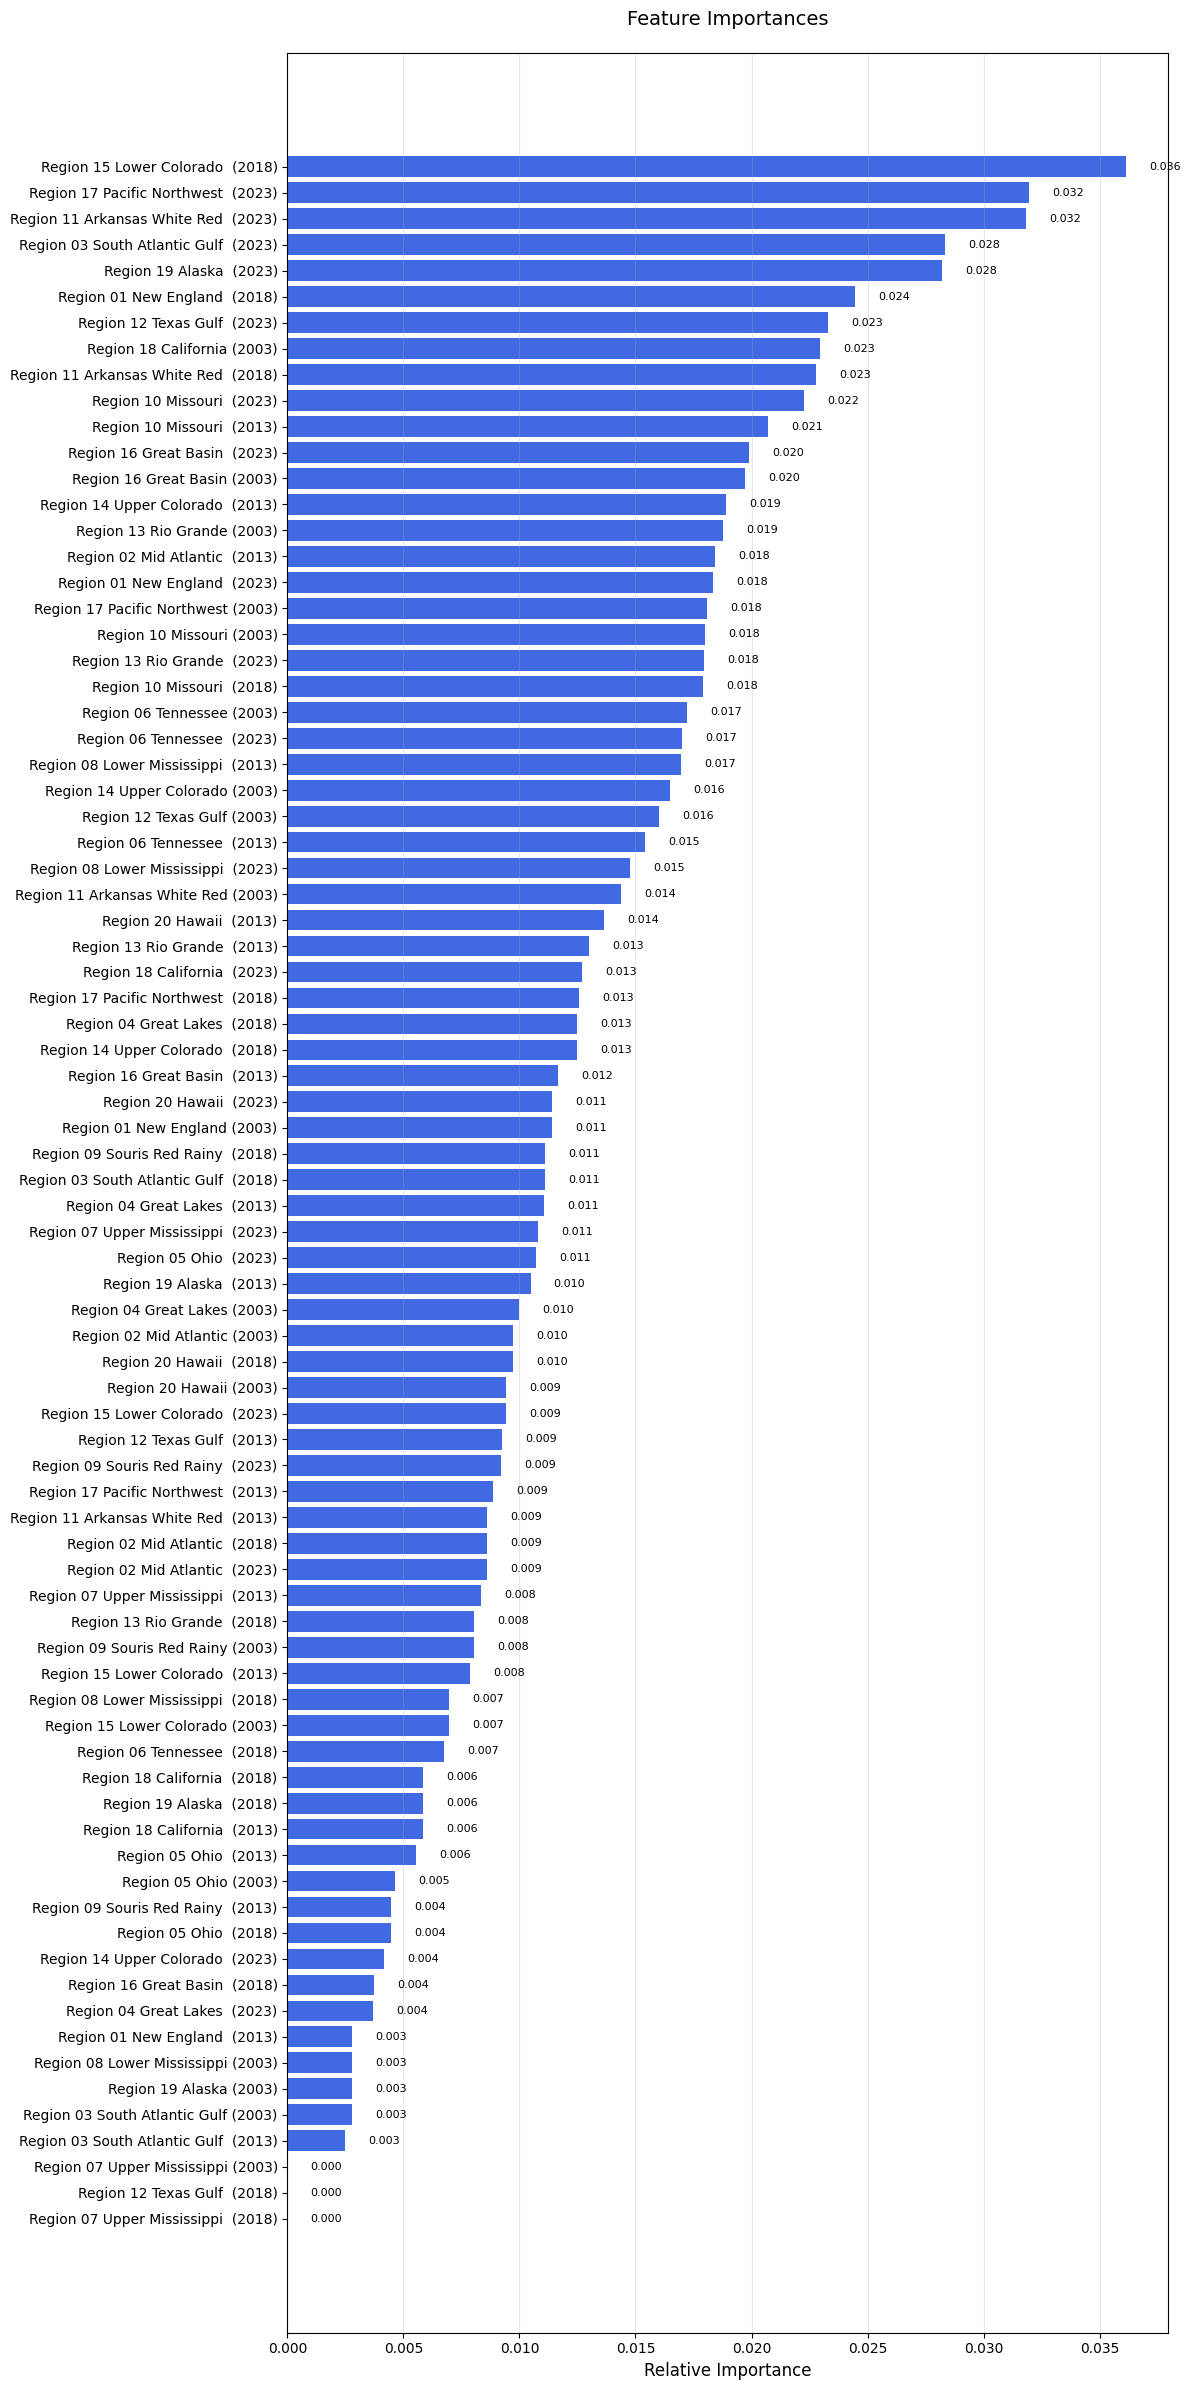 Feature Importances
Region 15 Lower Colorado  (2018) 0.036
Region 17 Pacific Northwest  (2023) 0.032
Region 11 Arkansas White Red  (2023) 0.032
Region 03 South Atlantic Gulf  (2023) 0.028
Region 19 Alaska  (2023) 0.028
Region 01 New England  (2018) 0.024
Region 12 Texas Gulf  (2023) 0.023
Region 18 California (2003) 0.023
Region 11 Arkansas White Red  (2018) 0.023
Region 10 Missouri  (2023) 0.022
Region 10 Missouri  (2013) 0.021
Region 16 Great Basin  (2023) 0.020
Region 16 Great Basin (2003) 0.020
Region 14 Upper Colorado  (2013) 0.019
Region 13 Rio Grande (2003) 0.019
Region 02 Mid Atlantic  (2013) 0.018
Region 01 New England  (2023) 0.018
Region 17 Pacific Northwest (2003) 0.018
Region 10 Missouri (2003) 0.018
Region 13 Rio Grande  (2023) 0.018
Region 10 Missouri  (2018) 0.018
Region 06 Tennessee (2003) 0.017
Region 06 Tennessee  (2023) 0.017
Region 08 Lower Mississippi  (2013) 0.017
Region 14 Upper Colorado (2003) 0.016
Region 12 Texas Gulf (2003) 0.016
Region 06 Tennessee  (2013) 0.015
Region 08 Lower Mississippi  (2023) 0.015
Region 11 Arkansas White Red (2003) 0.014
Region 20 Hawaii  (2013) 0.014
Region 13 Rio Grande  (2013) 0.013
Region 18 California  (2023) 0.013
Region 17 Pacific Northwest  (2018) 0.013
Region 04 Great Lakes  (2018) 0.013
Region 14 Upper Colorado  (2018) 0.013
Region 16 Great Basin  (2013) 0.012
Region 20 Hawaii  (2023) 0.011
Region 01 New England (2003) 0.011
Region 09 Souris Red Rainy  (2018) 0.011
Region 03 South Atlantic Gulf  (2018) 0.011
Region 04 Great Lakes  (2013) 0.011
Region 07 Upper Mississippi  (2023) 0.011
Region 05 Ohio  (2023) 0.011
Region 19 Alaska  (2013) 0.010
Region 04 Great Lakes (2003) 0.010
Region 02 Mid Atlantic (2003) 0.010
Region 20 Hawaii  (2018) 0.010
Region 20 Hawaii (2003) 0.009
Region 15 Lower Colorado  (2023) 0.009
Region 12 Texas Gulf  (2013) 0.009
Region 09 Souris Red Rainy  (2023) 0.009
Region 17 Pacific Northwest  (2013) 0.009
Region 11 Arkansas White Red  (2013) 0.009
Region 02 Mid Atlantic  (2018) 0.009
Region 02 Mid Atlantic  (2023) 0.009
Region 07 Upper Mississippi  (2013) 0.008
Region 13 Rio Grande  (2018) 0.008
Region 09 Souris Red Rainy (2003) 0.008
Region 15 Lower Colorado  (2013) 0.008
Region 08 Lower Mississippi  (2018) 0.007
Region 15 Lower Colorado (2003) 0.007
Region 06 Tennessee  (2018) 0.007
Region 18 California  (2018) 0.006
Region 19 Alaska  (2018) 0.006
Region 18 California  (2013) 0.006
Region 05 Ohio  (2013) 0.006
Region 05 Ohio (2003) 0.005
Region 09 Souris Red Rainy  (2013) 0.004
Region 05 Ohio  (2018) 0.004
Region 14 Upper Colorado  (2023) 0.004
Region 16 Great Basin  (2018) 0.004
Region 04 Great Lakes  (2023) 0.004
Region 01 New England  (2013) 0.003
Region 08 Lower Mississippi (2003) 0.003
Region 19 Alaska (2003) 0.003
Region 03 South Atlantic Gulf (2003) 0.003
Region 03 South Atlantic Gulf  (2013) 0.003
Region 07 Upper Mississippi (2003) 0.000
Region 12 Texas Gulf  (2018) 0.000
Region 07 Upper Mississippi  (2018) 0.000
0.000 0.005 0.010 0.015 0.020 0.025 0.030 0.035
Relative Importance